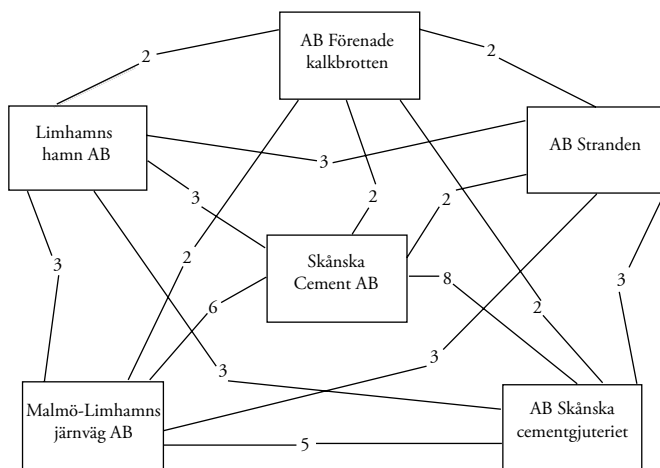 AB Förenade
kalkbrotten
2
2
Limhamns
hamn AB
AB Stranden
3
3
2
2
Skånska
Cement AB
3
2
8
3
6
2
3
3
Malmö-Limhamns
järnväg AB
AB Skånska
cementgjuteriet
5